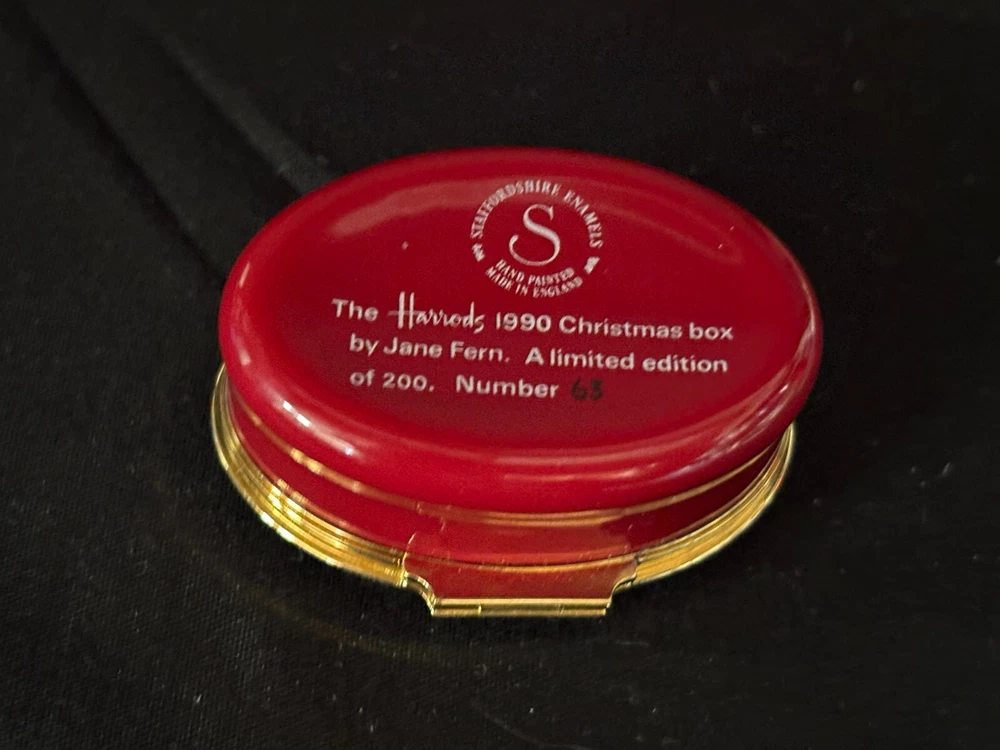 STAFFORDSHIRE ENAMELS
S
HAND PAINTED
MADE IN ENGLAND
The Harrods 1990 Christmas box
by Jane Fern. A limited edition
of 200. Number 63